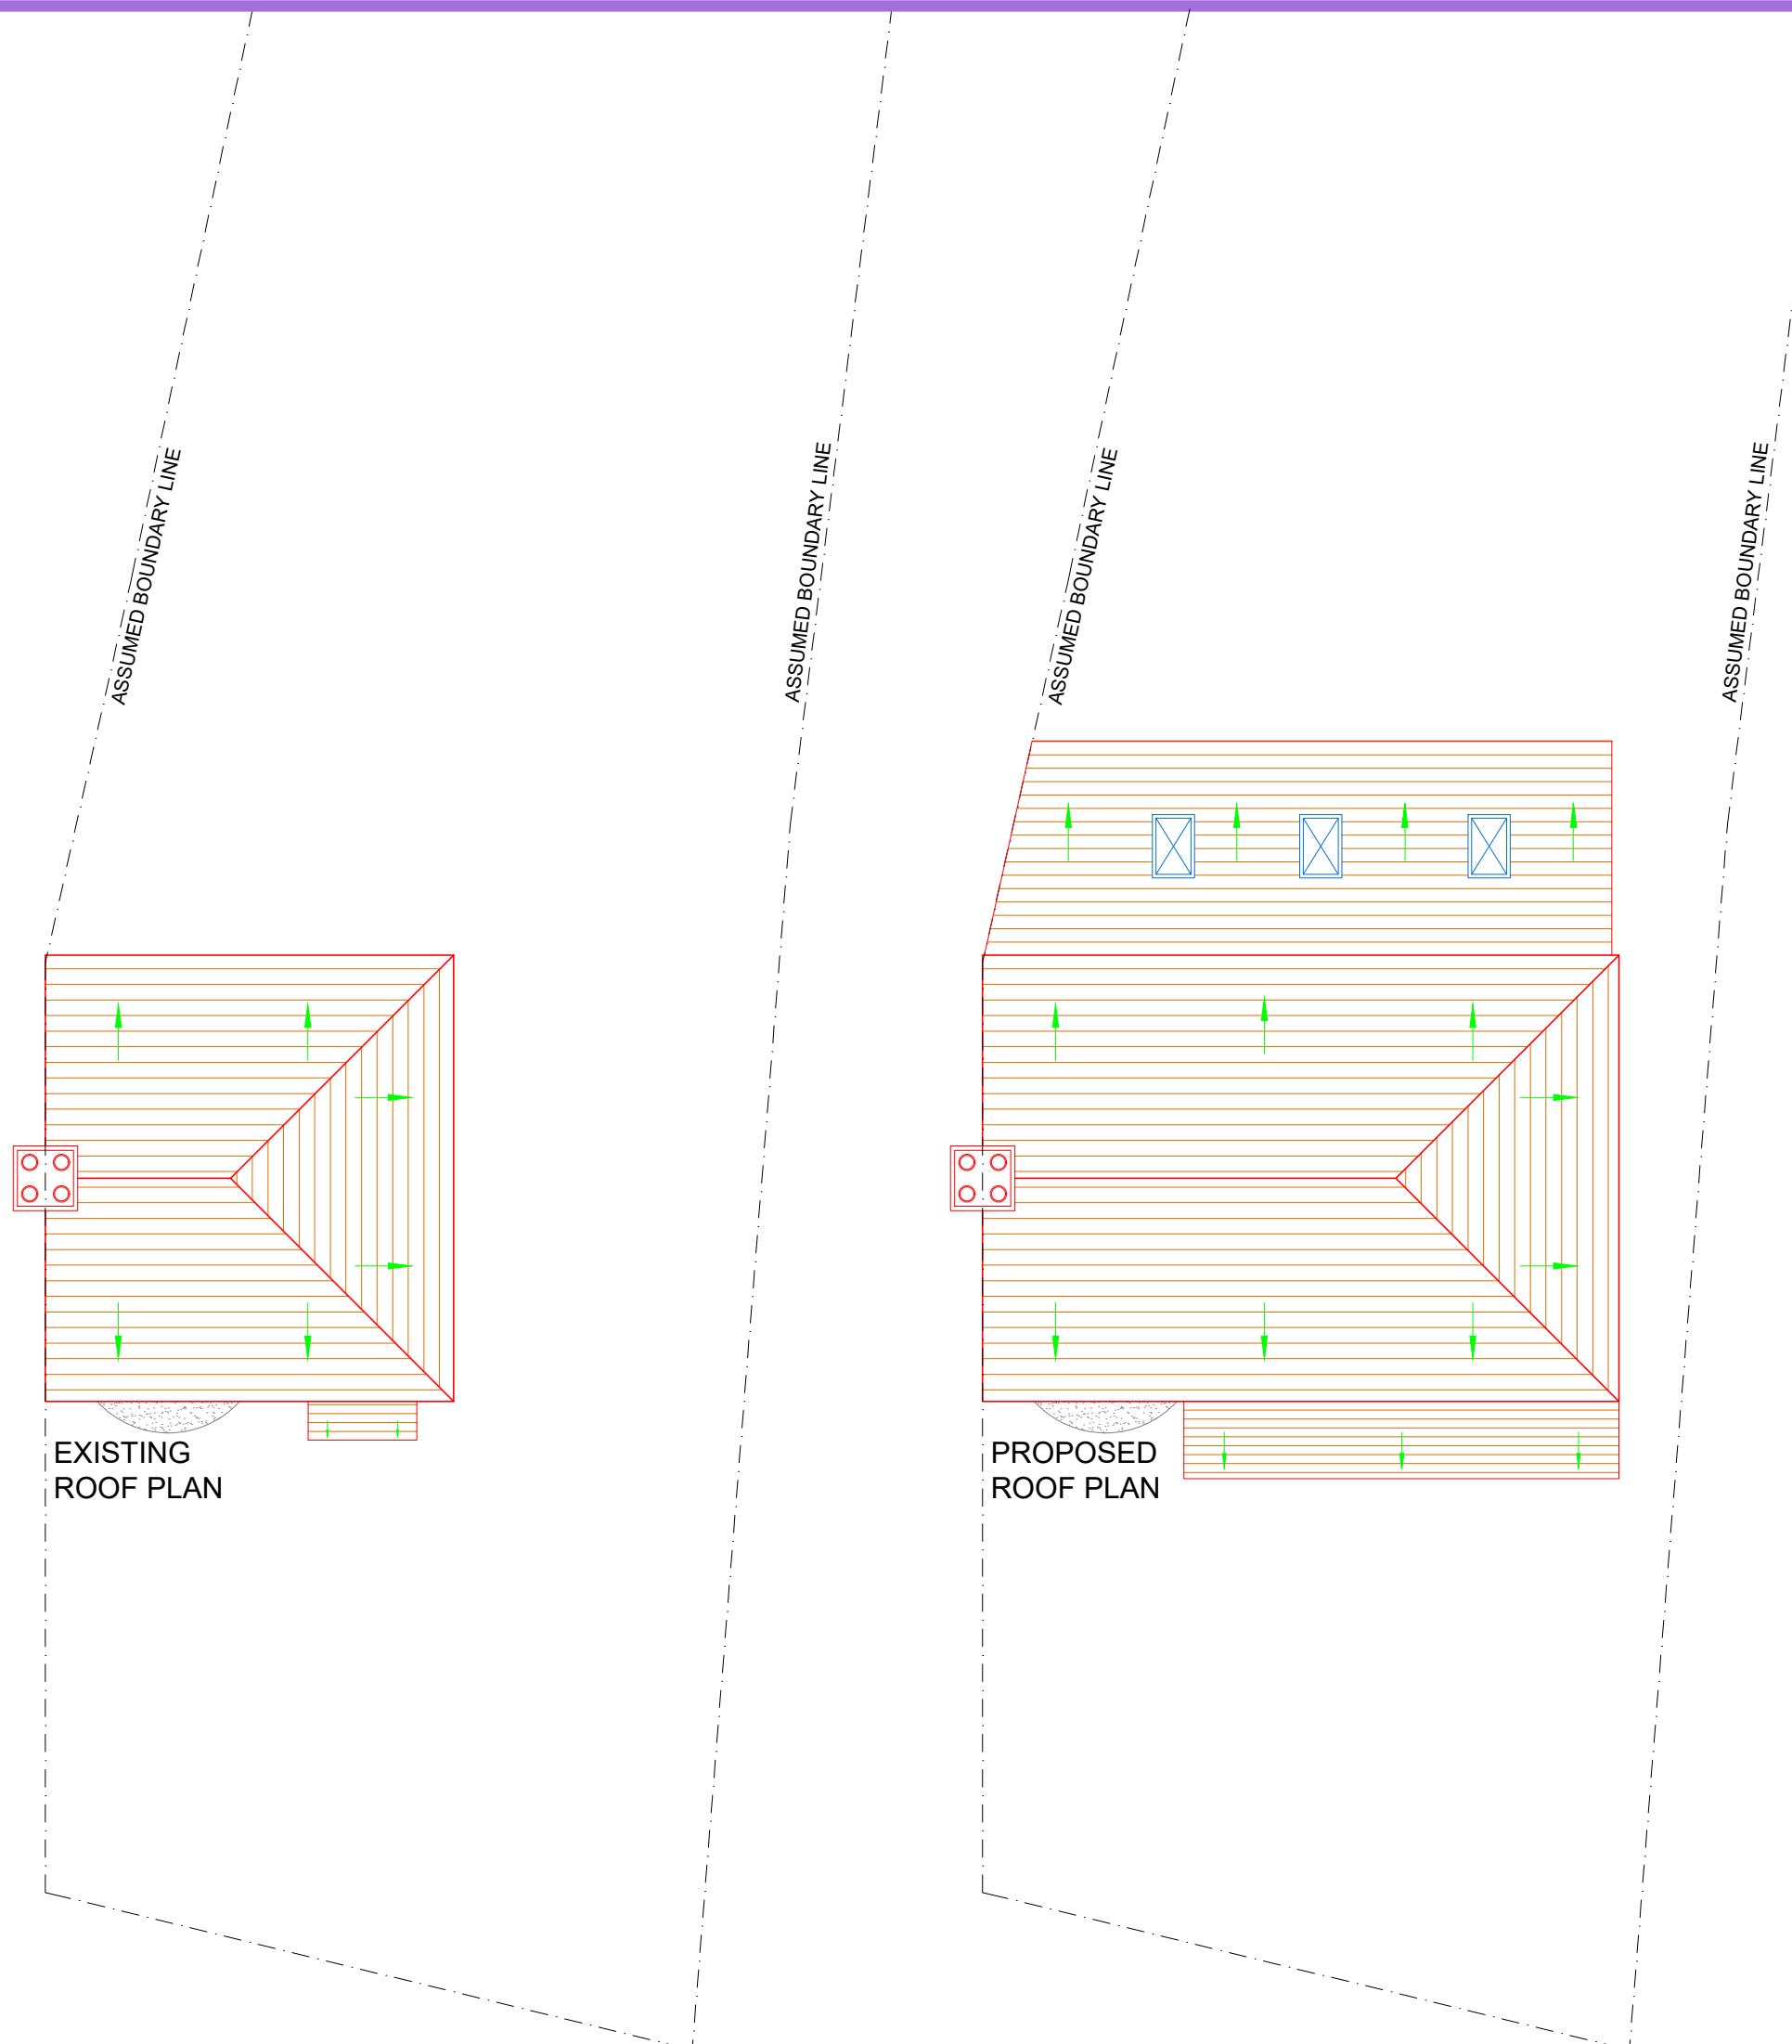 ASSUMED BOUNDARY LINE
ASSUMED BOUNDARY LINE
ASSUMED BOUNDARY LINE
ASSUMED BOUNDARY LINE
EXISTING
ROOF PLAN
PROPOSED
ROOF PLAN